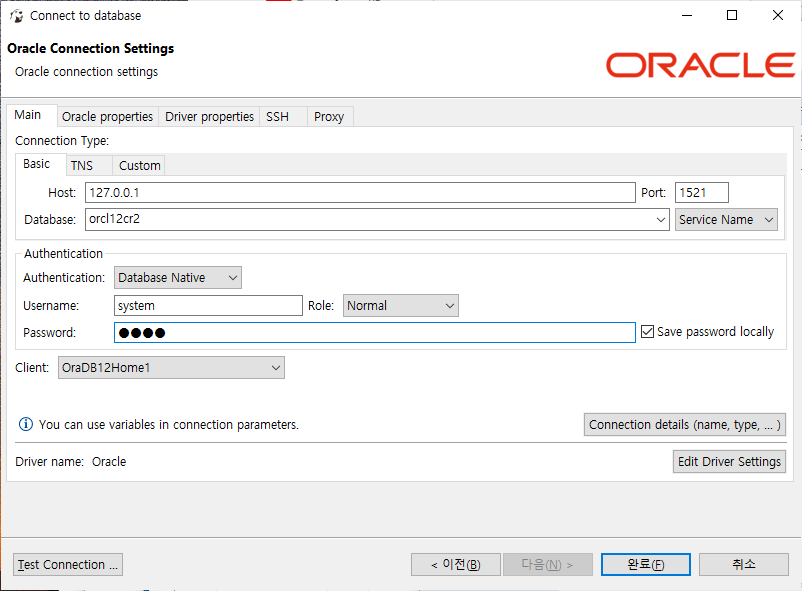 Connect to database
Oracle Connection Settings
Oracle connection settings
ORACLE
Main Oracle properties Driver properties SSH Proxy
Connection Type:
Basic TNS Custom
Host: 127.0.0.1 Port: 1521
Database: orcl12cr2 Service Name
Authentication
Authentication: Database Native
Username: system Role: Normal
Password: ●●●● Save password locally
Client: OraDB12Home1
You can use variables in connection parameters. Connection details (name, type, ... )
Driver name: Oracle Edit Driver Settings
Test Connection ... < 이전(B) 다음(N) > 완료(F) 취소